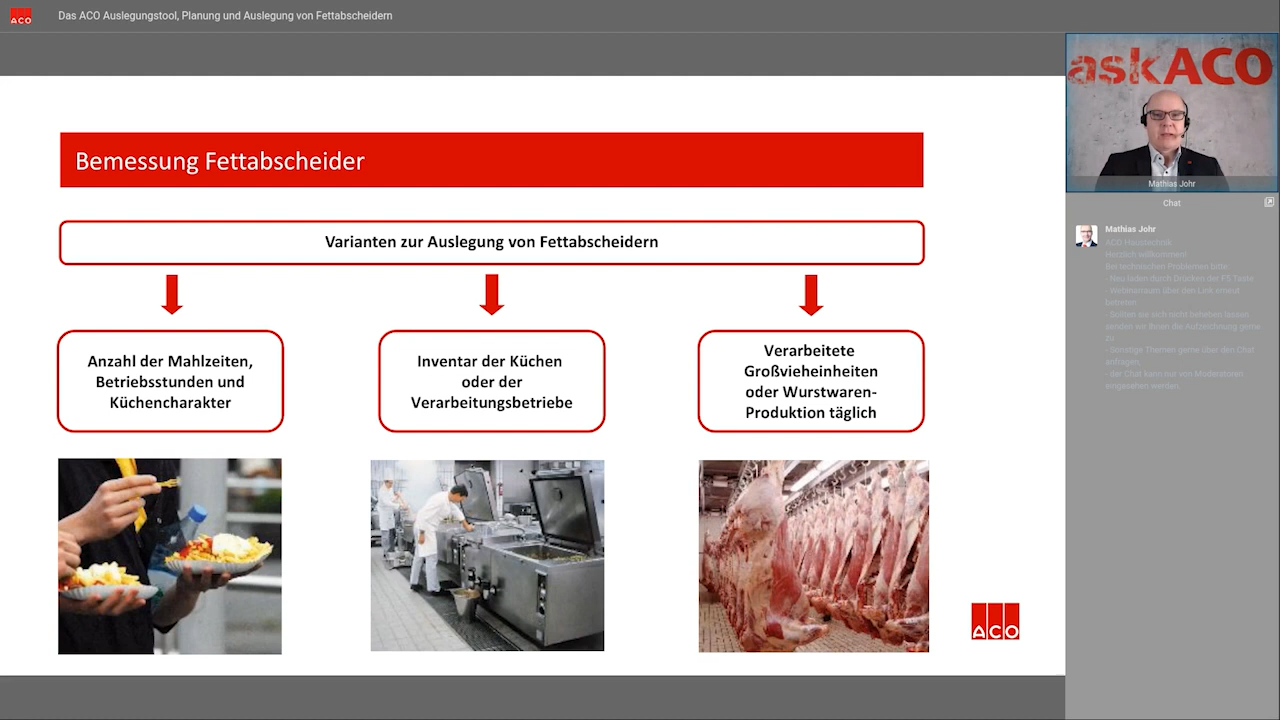 ACO
Das ACO Auslegungstool, Planung und Auslegung von Fettabscheidern
askACO
Mathias Johr
Chat
Bemessung Fettabscheider
Varianten zur Auslegung von Fettabscheidern
Anzahl der Mahlzeiten,
Betriebsstunden und
Küchencharakter
Inventar der Küchen
oder der
Verarbeitungsbetriebe
Verarbeitete
Großvieheinheiten
oder Wurstwaren-
Produktion täglich
ACO
Mathias Johr
ACO Haustechnik
Herzlich willkommen!
Bei technischen Problemen bitte:
- Neu laden durch Drücken der F5 Taste
- Webinarraum über den Link erneut
betreten
- Sollten sie sich nicht beheben lassen
senden wir Ihnen die Aufzeichnung gerne
zu
- Sonstige Themen gerne über den Chat
anfragen,
- der Chat kann nur von Moderatoren
eingesehen werden.